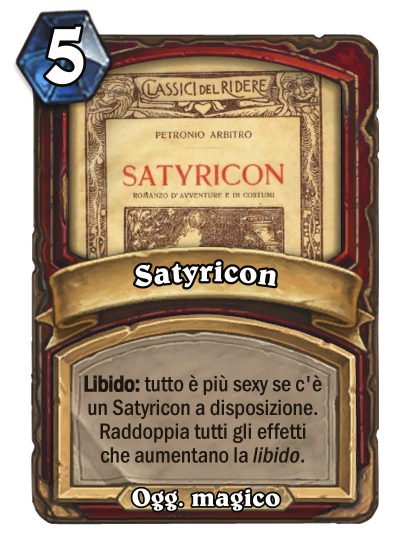 5
CLASSICI DEL RIDERE
PETRONIO ARBITRO
SATYRICON
ROMANZO D'AVVENTURE E DI COSTUMI
Satyricon
Libido: tutto è più sexy se c'è
un Satyricon a disposizione.
Raddoppia tutti gli effetti
che aumentano la libido.
Ogg. magico